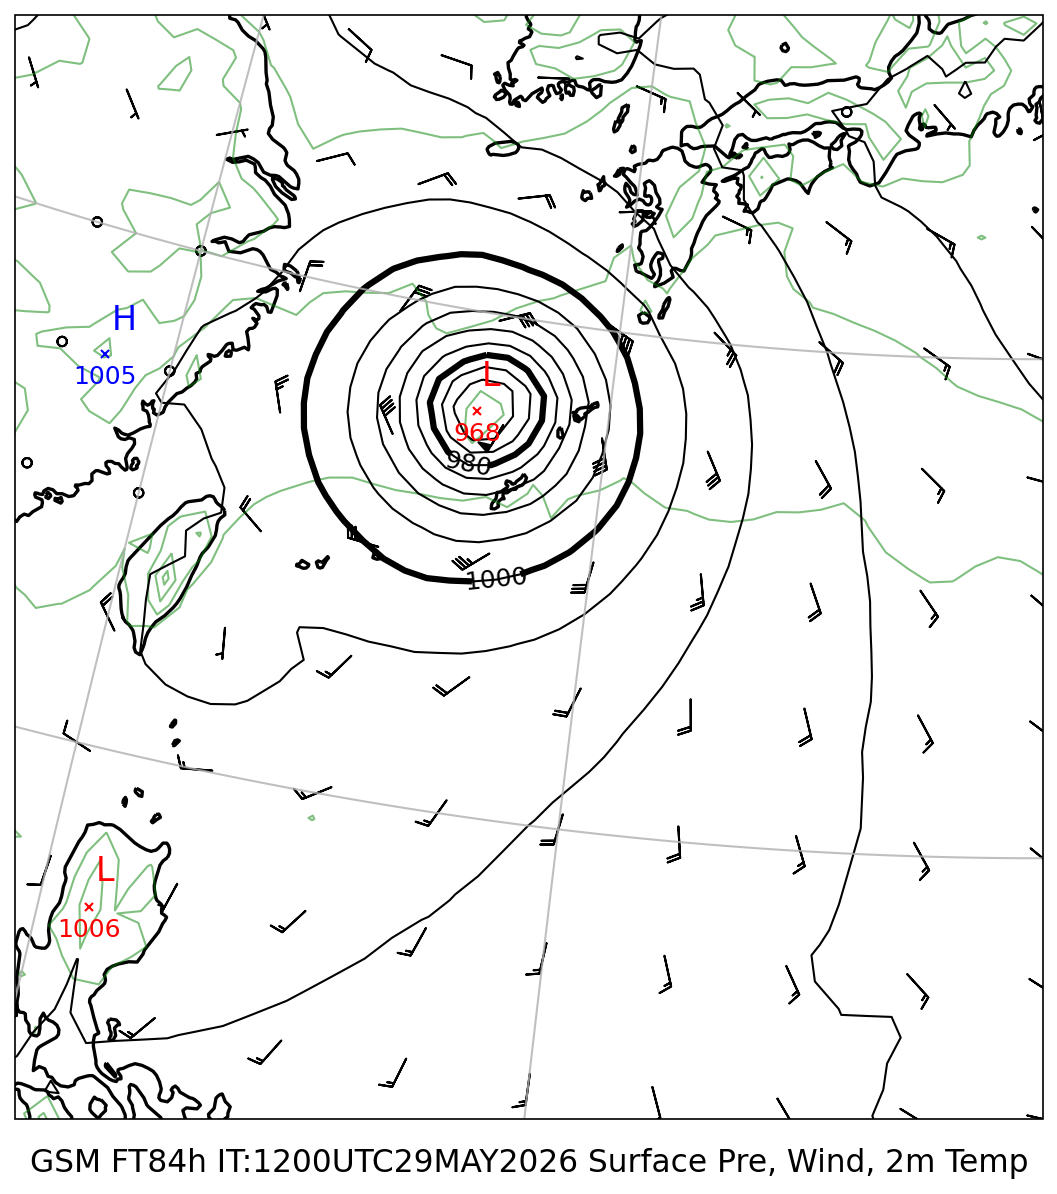 H
1005
L
968
980
1000
L
1006
GSM FT84h IT:1200UTC29MAY2026 Surface Pre, Wind, 2m Temp